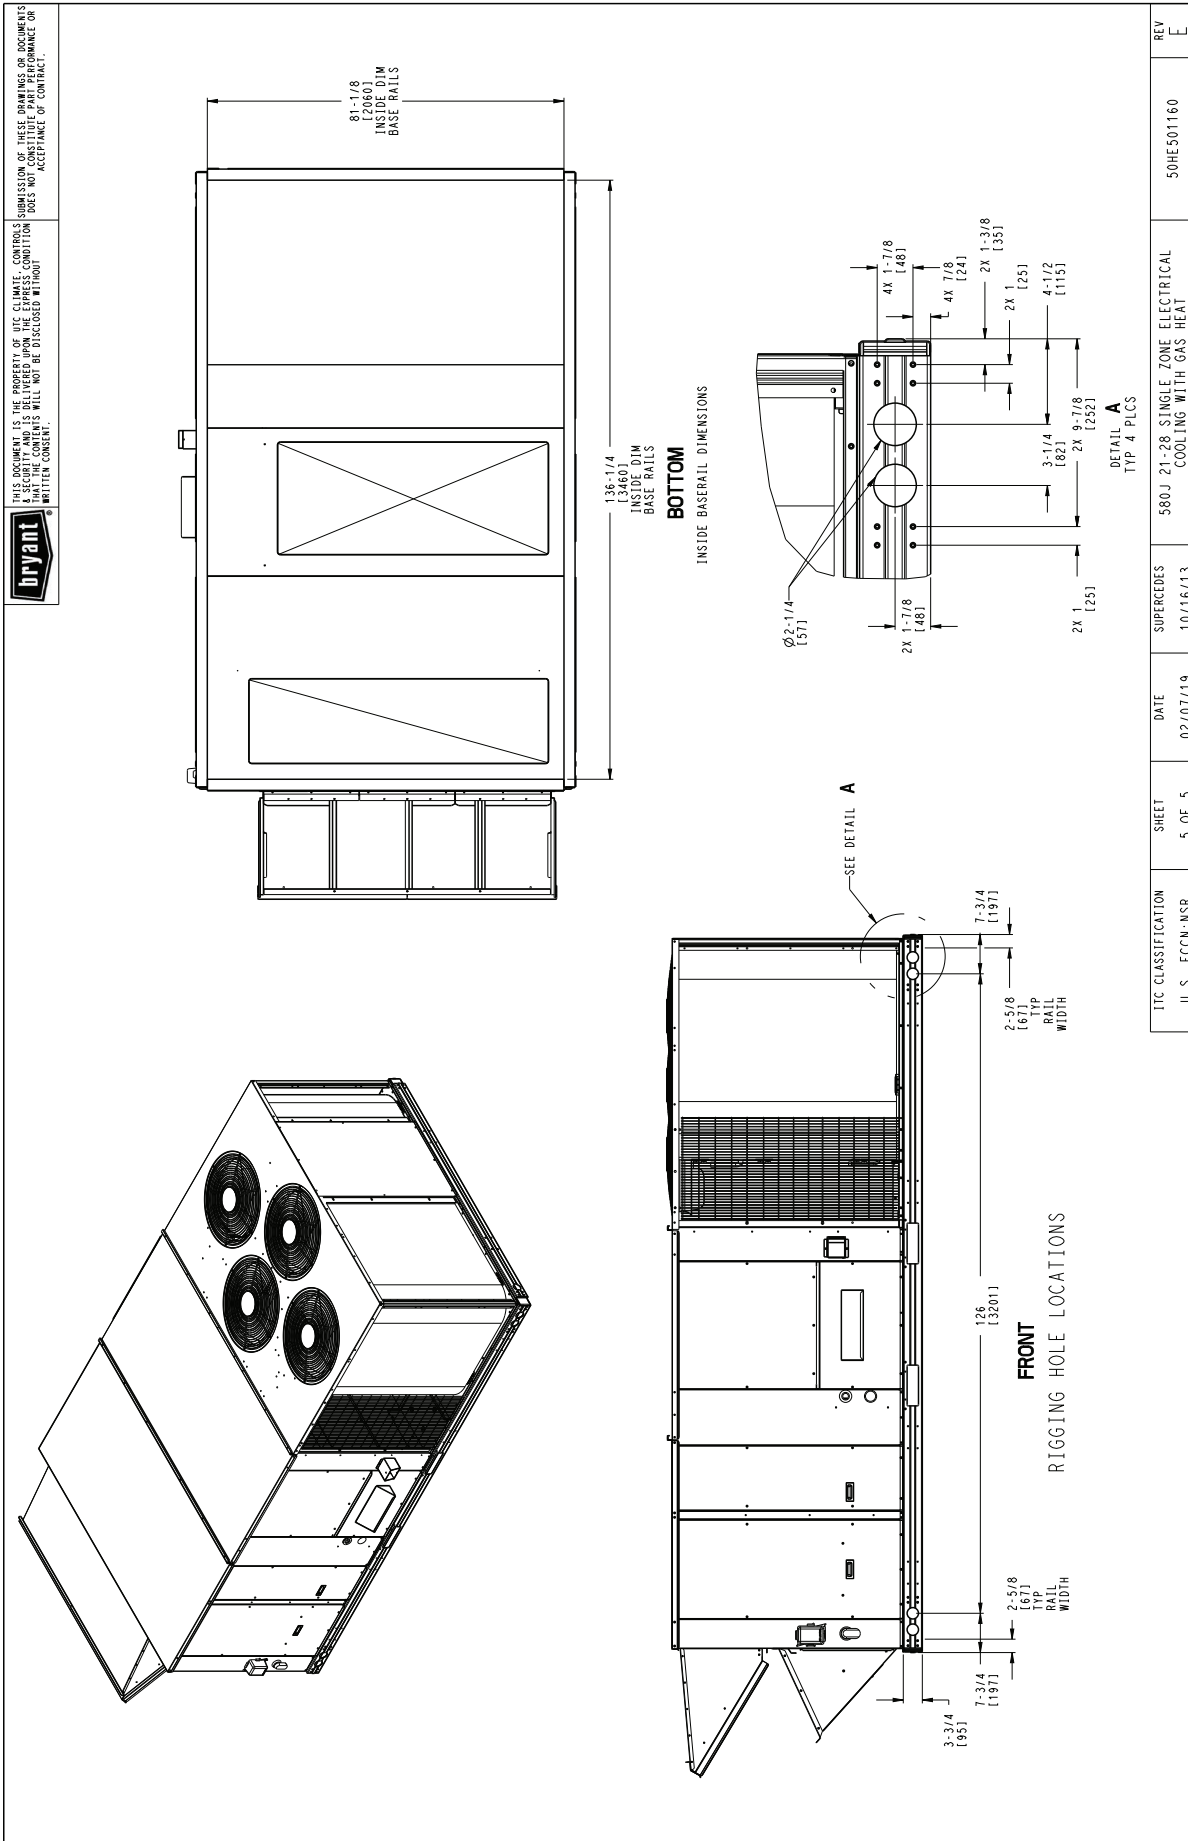 bryant
®
THIS DOCUMENT IS THE PROPERTY OF UTC CLIMATE, CONTROLS
& SECURITY AND IS DELIVERED UPON THE EXPRESS CONDITION
THAT THE CONTENTS WILL NOT BE DISCLOSED WITHOUT
WRITTEN CONSENT.
SUBMISSION OF THESE DRAWINGS OR DOCUMENTS
DOES NOT CONSTITUTE PART PERFORMANCE OR
ACCEPTANCE OF CONTRACT.
81-1/8
[2060]
INSIDE DIM
BASE RAILS
136-1/4
[3460]
INSIDE DIM
BASE RAILS
BOTTOM
INSIDE BASERAIL DIMENSIONS
Ø2-1/4
[57]
2X 1-7/8
[48]
4X 1-7/8
[48]
4X 7/8
[24]
2X 1-3/8
[35]
2X 1
[25]
4-1/2
[115]
3-1/4
[82]
2X 9-7/8
[252]
2X 1
[25]
DETAIL A
TYP 4 PLCS
SEE DETAIL A
7-3/4
[197]
2-5/8
[67]
TYP
RAIL
WIDTH
126
[3201]
2-5/8
[67]
TYP
RAIL
WIDTH
7-3/4
[197]
3-3/4
[95]
FRONT
RIGGING HOLE LOCATIONS
ITC CLASSIFICATION
U.S. ECCN:NSR
SHEET
5 OF 5
DATE
02/07/19
SUPERCEDES
10/16/13
580J 21-28 SINGLE ZONE ELECTRICAL
COOLING WITH GAS HEAT
50HE501160
REV
E